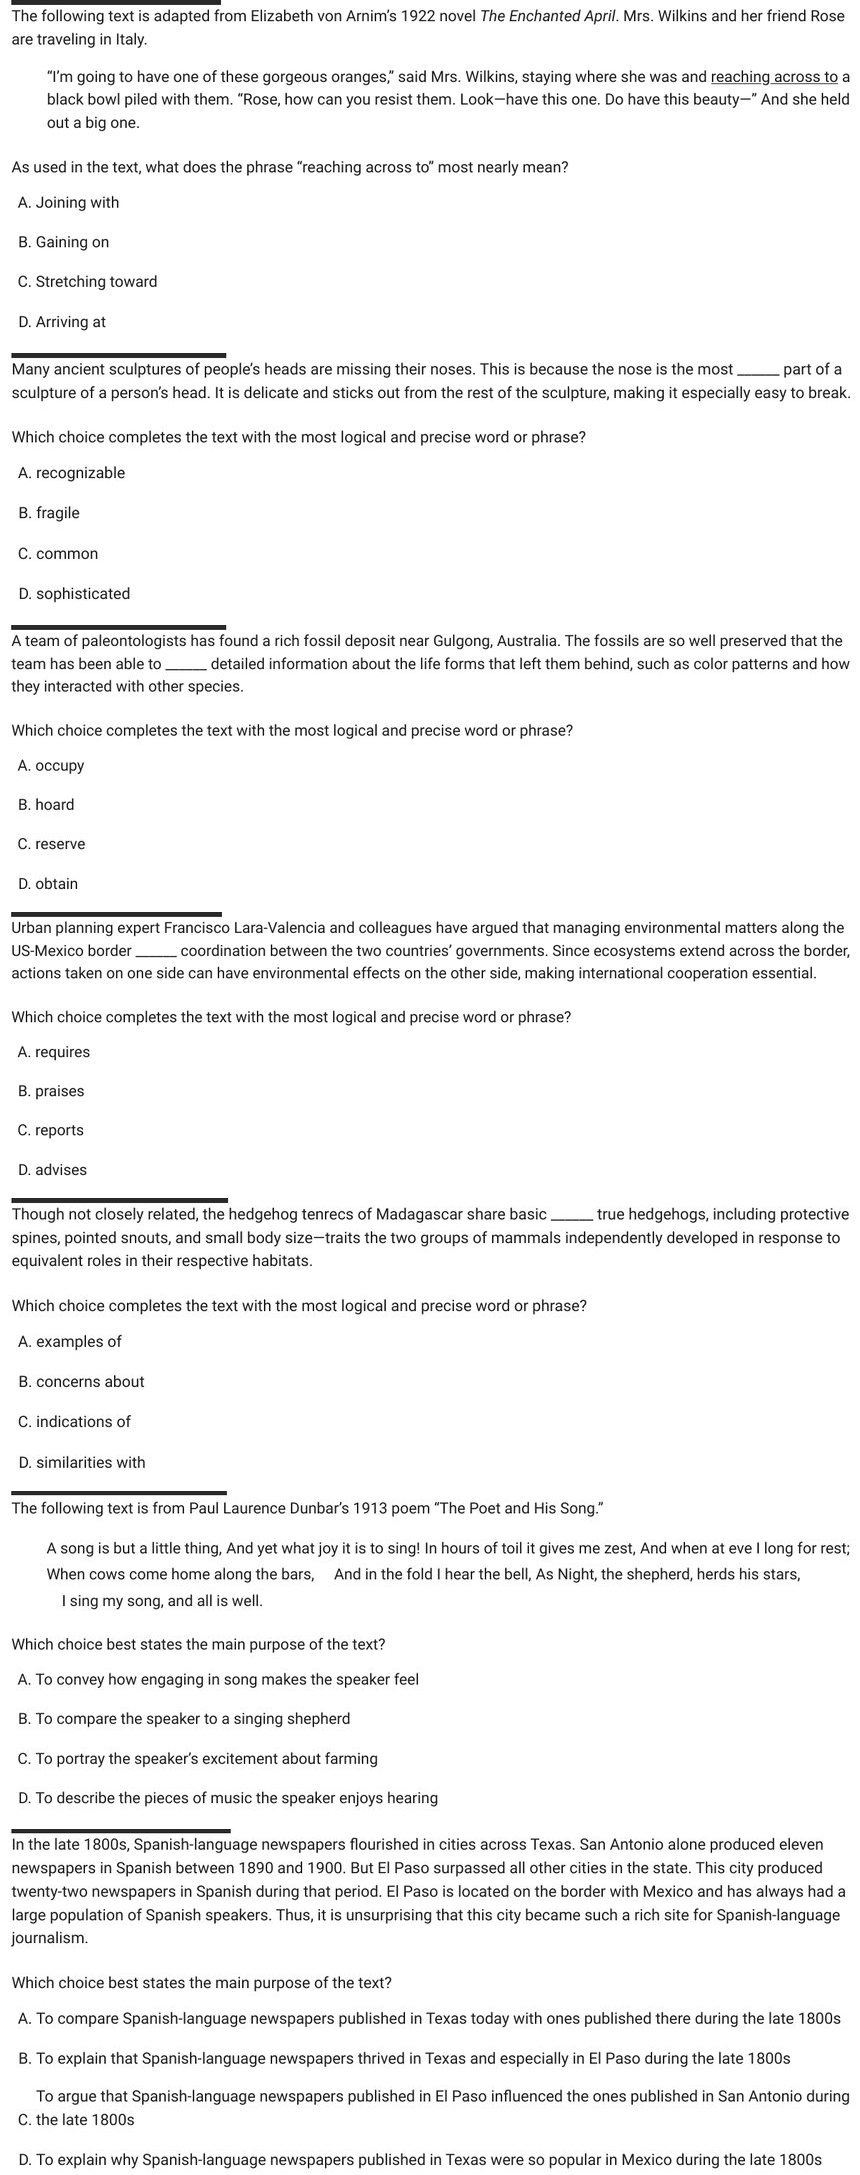 The following text is adapted from Elizabeth von Arnim’s 1922 novel The Enchanted April. Mrs. Wilkins and her friend Rose
are traveling in Italy.
“I’m going to have one of these gorgeous oranges,” said Mrs. Wilkins, staying where she was and reaching across to a
black bowl piled with them. “Rose, how can you resist them. Look—have this one. Do have this beauty—” And she held
out a big one.
As used in the text, what does the phrase “reaching across to” most nearly mean?
A. Joining with
B. Gaining on
C. Stretching toward
D. Arriving at
Many ancient sculptures of people’s heads are missing their noses. This is because the nose is the most ______ part of a
sculpture of a person’s head. It is delicate and sticks out from the rest of the sculpture, making it especially easy to break.
Which choice completes the text with the most logical and precise word or phrase?
A. recognizable
B. fragile
C. common
D. sophisticated
A team of paleontologists has found a rich fossil deposit near Gulgong, Australia. The fossils are so well preserved that the
team has been able to ______ detailed information about the life forms that left them behind, such as color patterns and how
they interacted with other species.
Which choice completes the text with the most logical and precise word or phrase?
A. occupy
B. hoard
C. reserve
D. obtain
Urban planning expert Francisco Lara-Valencia and colleagues have argued that managing environmental matters along the
US-Mexico border ______ coordination between the two countries’ governments. Since ecosystems extend across the border,
actions taken on one side can have environmental effects on the other side, making international cooperation essential.
Which choice completes the text with the most logical and precise word or phrase?
A. requires
B. praises
C. reports
D. advises
Though not closely related, the hedgehog tenrecs of Madagascar share basic ______ true hedgehogs, including protective
spines, pointed snouts, and small body size—traits the two groups of mammals independently developed in response to
equivalent roles in their respective habitats.
Which choice completes the text with the most logical and precise word or phrase?
A. examples of
B. concerns about
C. indications of
D. similarities with
The following text is from Paul Laurence Dunbar’s 1913 poem “The Poet and His Song.”
A song is but a little thing, And yet what joy it is to sing! In hours of toil it gives me zest, And when at eve I long for rest;
When cows come home along the bars, And in the fold I hear the bell, As Night, the shepherd, herds his stars,
I sing my song, and all is well.
Which choice best states the main purpose of the text?
A. To convey how engaging in song makes the speaker feel
B. To compare the speaker to a singing shepherd
C. To portray the speaker’s excitement about farming
D. To describe the pieces of music the speaker enjoys hearing
In the late 1800s, Spanish-language newspapers flourished in cities across Texas. San Antonio alone produced eleven
newspapers in Spanish between 1890 and 1900. But El Paso surpassed all other cities in the state. This city produced
twenty-two newspapers in Spanish during that period. El Paso is located on the border with Mexico and has always had a
large population of Spanish speakers. Thus, it is unsurprising that this city became such a rich site for Spanish-language
journalism.
Which choice best states the main purpose of the text?
A. To compare Spanish-language newspapers published in Texas today with ones published there during the late 1800s
B. To explain that Spanish-language newspapers thrived in Texas and especially in El Paso during the late 1800s
To argue that Spanish-language newspapers published in El Paso influenced the ones published in San Antonio during
C. the late 1800s
D. To explain why Spanish-language newspapers published in Texas were so popular in Mexico during the late 1800s